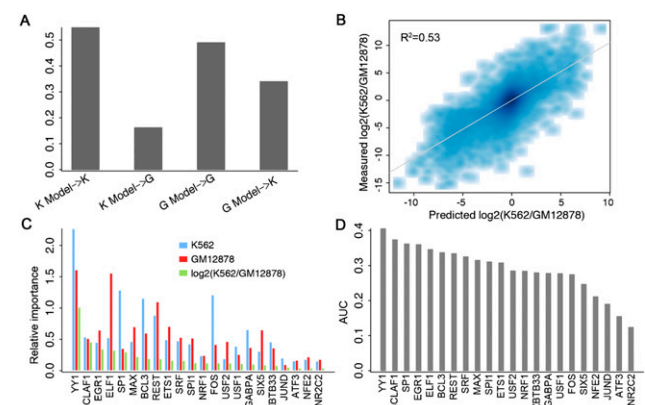 A
0.5
0.4
0.3
0.2
0.1
0.0
K Model->K
K Model->G
G Model->G
G Model->K
B
R²=0.53
Measured log2(K562/GM12878)
10
5
0
-5
-10
-15
-10
-5
0
5
10
Predicted log2(K562/GM12878)
C
Relative importance
2.0
1.5
1.0
0.5
0.0
K562
GM12878
log2(K562/GM12878)
YY1
CLAF1
EGR1
ELF1
SP1
MAX
BCL3
REST
ETS1
SRF
SPI1
NRF1
FOS
USF2
USF1
GABPA
SIX5
BTB33
JUND
ATF3
NFE2
NR2C2
D
AUC
0.4
0.3
0.2
0.1
0.0
YY1
CLAF1
SP1
EGR1
ELF1
BCL3
REST
SRF
MAX
SPI1
ETS1
USF2
NRF1
BTB33
GABPA
USF1
FOS
SIX5
NFE2
JUND
ATF3
NR2C2